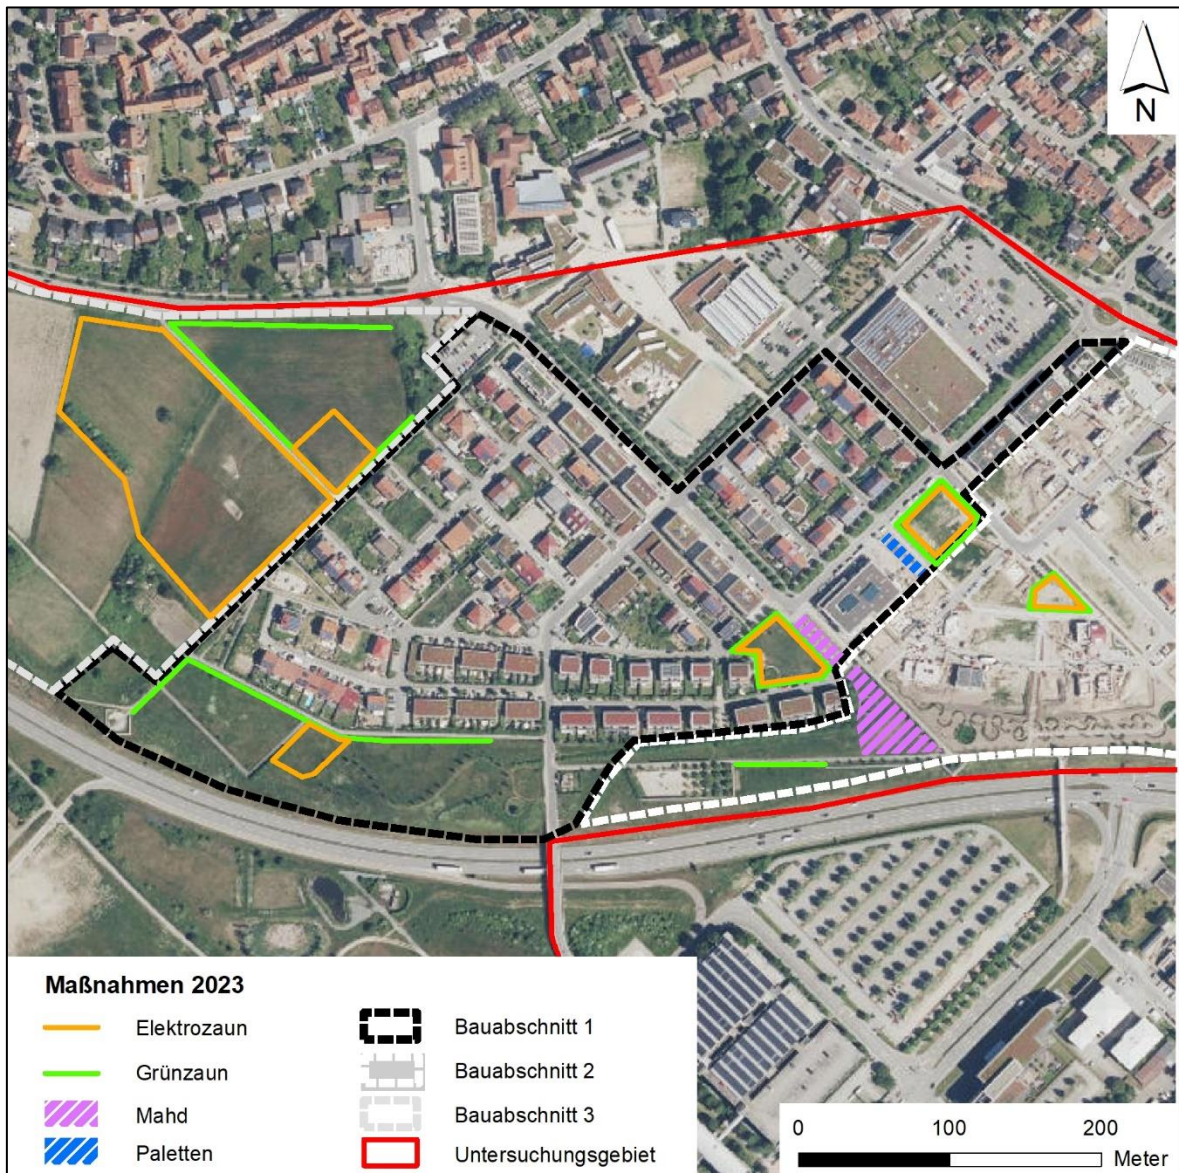 N
Maßnahmen 2023
Elektrozaun
Grünzaun
Mahd
Paletten
Bauabschnitt 1
Bauabschnitt 2
Bauabschnitt 3
Untersuchungsgebiet
0 100 200
Meter